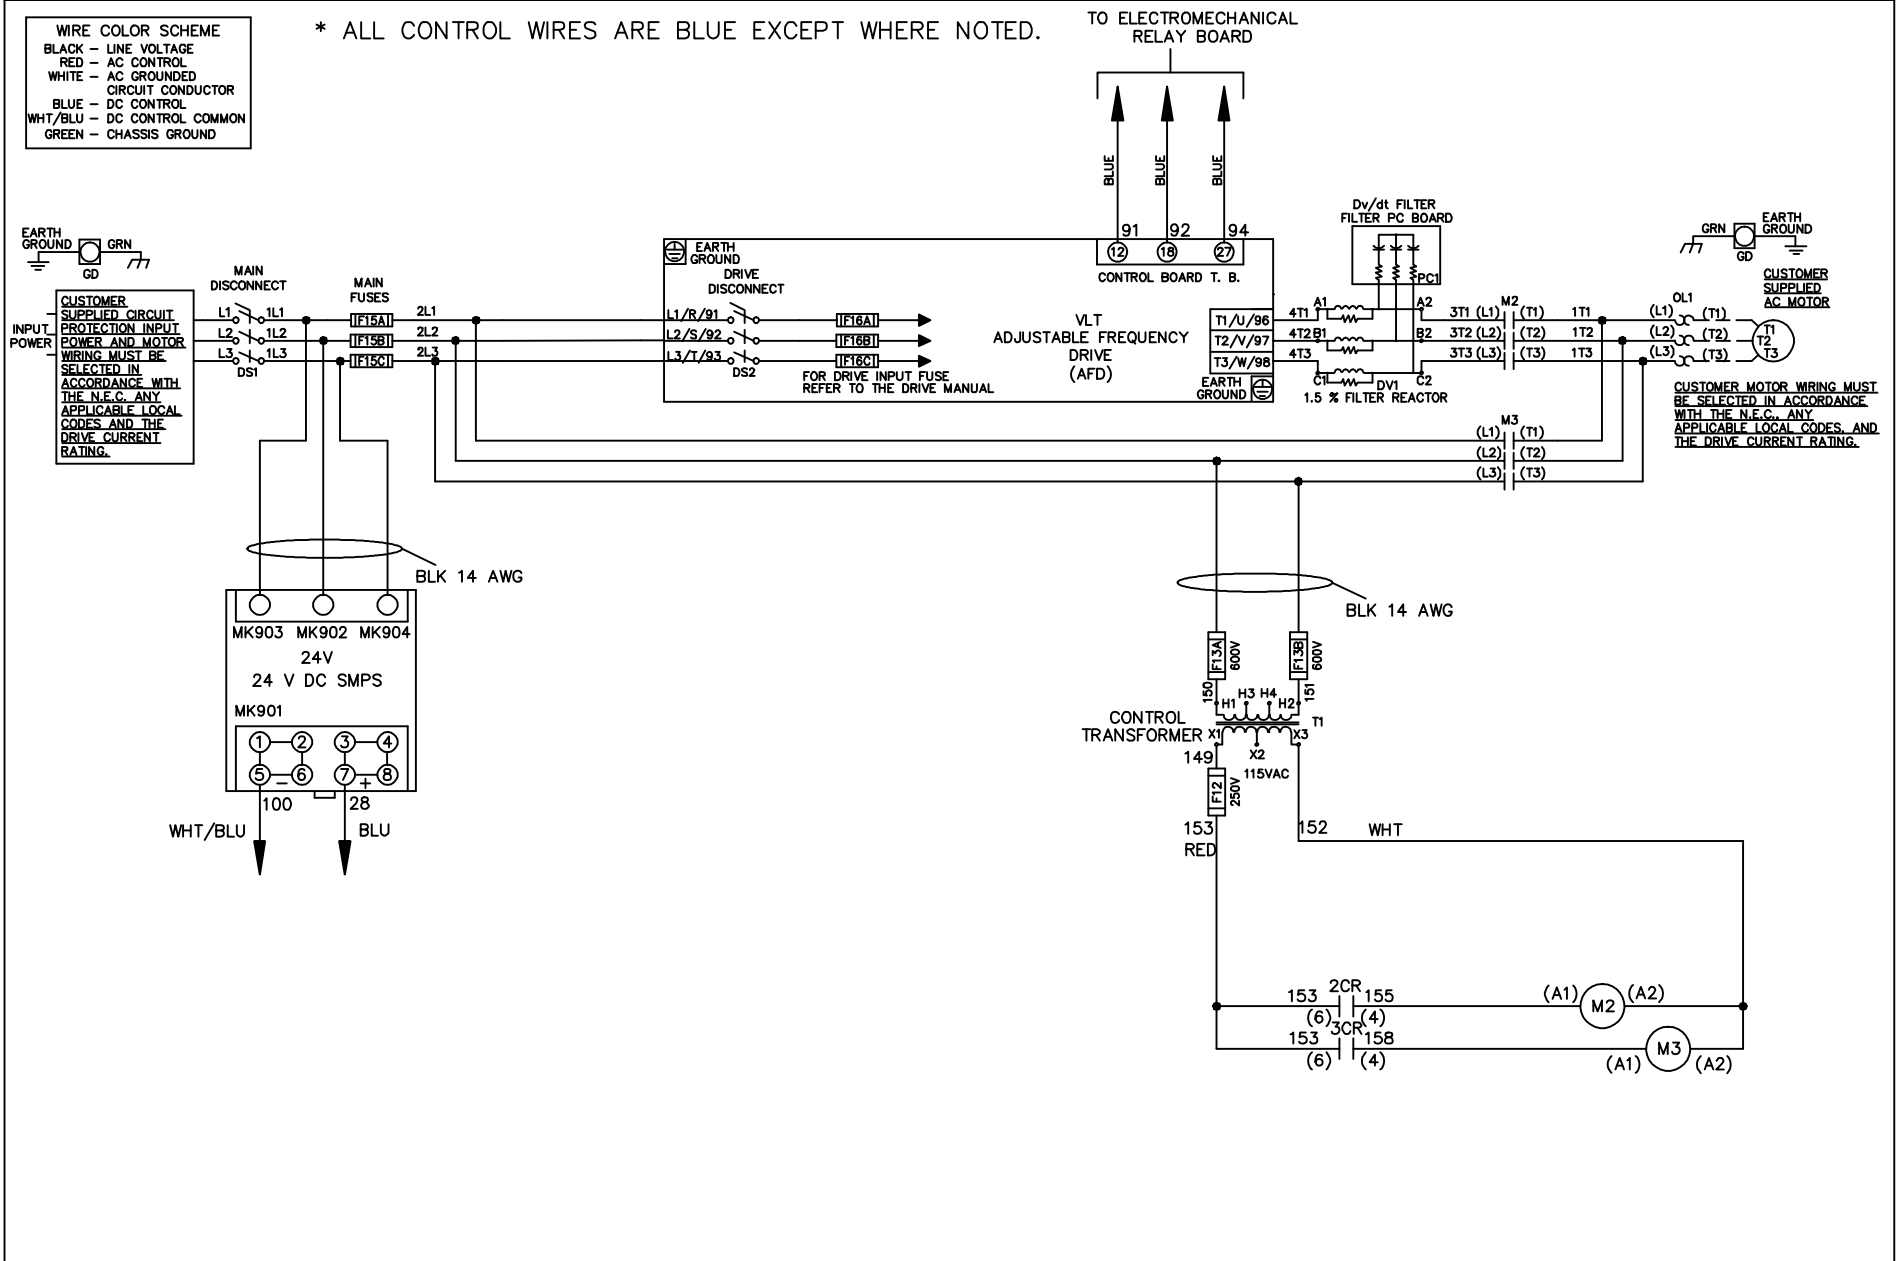 WIRE COLOR SCHEME
BLACK – LINE VOLTAGE
RED – AC CONTROL
WHITE – AC GROUNDED
CIRCUIT CONDUCTOR
BLUE – DC CONTROL
WHT/BLU – DC CONTROL COMMON
GREEN – CHASSIS GROUND
* ALL CONTROL WIRES ARE BLUE EXCEPT WHERE NOTED.
TO ELECTROMECHANICAL
RELAY BOARD
BLUE
BLUE
BLUE
91 92 94
12 18 27
CONTROL BOARD T. B.
EARTH
GROUND
GRN
GD
CUSTOMER
SUPPLIED CIRCUIT
PROTECTION INPUT
POWER AND MOTOR
WIRING MUST BE
SELECTED IN
ACCORDANCE WITH
THE N.E.C. ANY
APPLICABLE LOCAL
CODES AND THE
DRIVE CURRENT
RATING.
INPUT
POWER
MAIN
DISCONNECT
L1 1L1
L2 1L2
L3 1L3
DS1
MAIN
FUSES
F15A
F15B
F15C
2L1
2L2
2L3
EARTH
GROUND
DRIVE
DISCONNECT
L1/R/91
L2/S/92
L3/T/93
DS2
F16A
F16B
F16C
FOR DRIVE INPUT FUSE
REFER TO THE DRIVE MANUAL
VLT
ADJUSTABLE FREQUENCY
DRIVE
(AFD)
T1/U/96
T2/V/97
T3/W/98
EARTH
GROUND
4T1
4T2
4T3
A1 A2
B1 B2
C1 C2
DV1
1.5 % FILTER REACTOR
Dv/dt FILTER
FILTER PC BOARD
PC1
M2
3T1 (L1) (T1) 1T1
3T2 (L2) (T2) 1T2
3T3 (L3) (T3) 1T3
OL1
(L1) (T1)
(L2) (T2)
(L3) (T3)
T1
T2
T3
GRN
GD
EARTH
GROUND
CUSTOMER
SUPPLIED
AC MOTOR
CUSTOMER MOTOR WIRING MUST
BE SELECTED IN ACCORDANCE
WITH THE N.E.C., ANY
APPLICABLE LOCAL CODES, AND
THE DRIVE CURRENT RATING.
M3
(L1) (T1)
(L2) (T2)
(L3) (T3)
BLK 14 AWG
MK903 MK902 MK904
24V
24 V DC SMPS
MK901
1 2 3 4
5 – 6 7 + 8
100 28
WHT/BLU BLU
BLK 14 AWG
F13A
600V
F13B
600V
150
151
H1 H3 H4 H2
T1
CONTROL
TRANSFORMER
X1 X2 X3
149
115VAC
F12
250V
153
RED
152 WHT
2CR
153 155
(6) (4)
(A1) M2 (A2)
3CR
153 158
(6) (4)
(A1) M3 (A2)